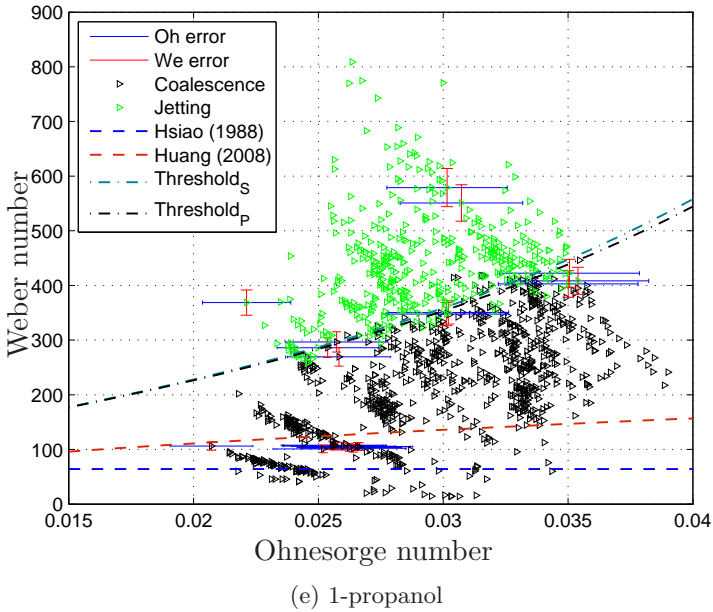 900
800
700
600
500
400
300
200
100
0
Weber number
Oh error
We error
Coalescence
Jetting
Hsiao (1988)
Huang (2008)
Threshold_S
Threshold_P
0.015 0.02 0.025 0.03 0.035 0.04
Ohnesorge number
(e) 1-propanol